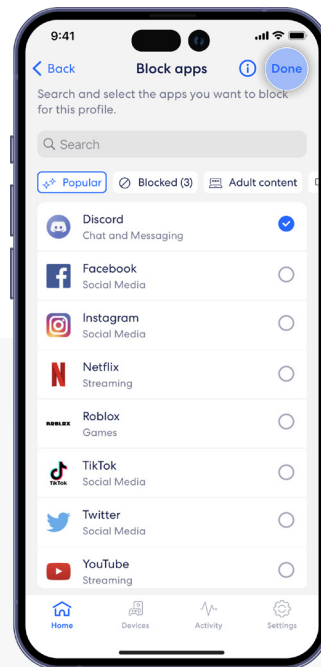 9:41
Back
Block apps
Done
Search and select the apps you want to block
for this profile.
Search
Popular
Blocked (3)
Adult content
Discord
Chat and Messaging
Facebook
Social Media
Instagram
Social Media
Netflix
Streaming
ROBLOX
Roblox
Games
TikTok
TikTok
Social Media
Twitter
Social Media
YouTube
Streaming
Home
Devices
Activity
Settings